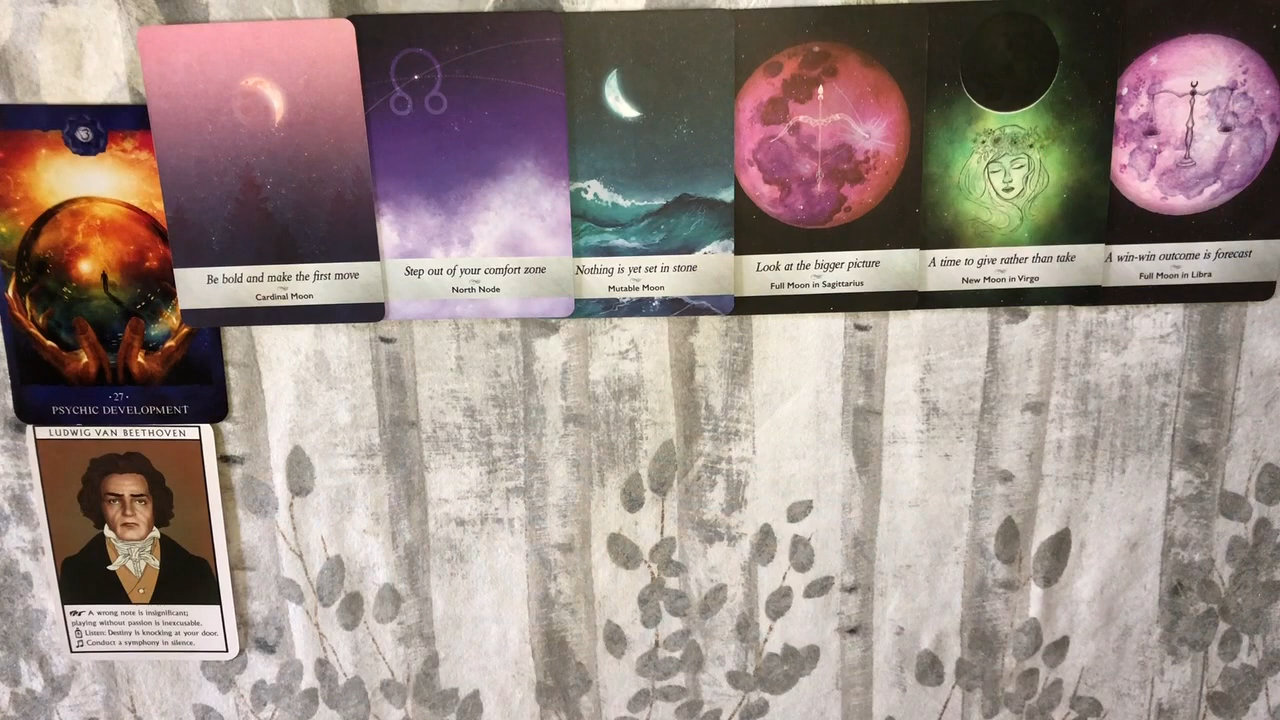 Be bold and make the first move
Cardinal Moon
Step out of your comfort zone
North Node
Nothing is yet set in stone
Mutable Moon
Look at the bigger picture
Full Moon in Sagittarius
A time to give rather than take
New Moon in Virgo
A win-win outcome is forecast
Full Moon in Libra
·27·
PSYCHIC DEVELOPMENT
LUDWIG VAN BEETHOVEN
A wrong note is insignificant;
playing without passion is inexcusable.
Listen: Destiny is knocking at your door.
Conduct a symphony in silence.